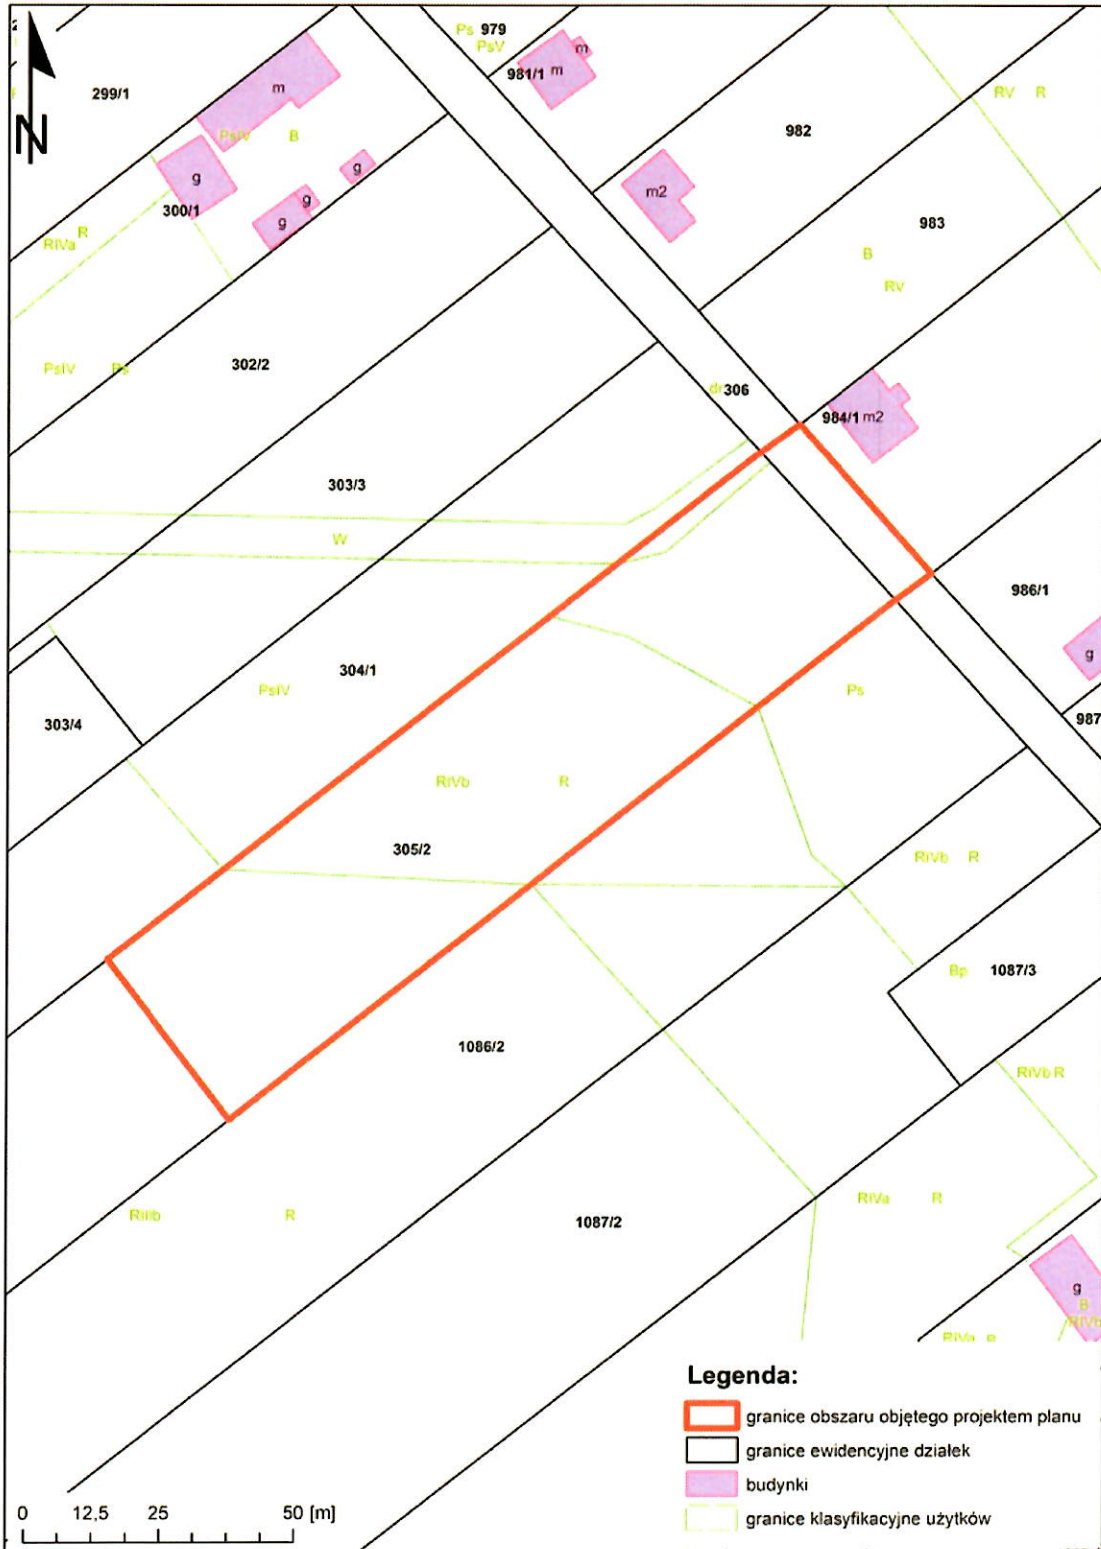 N
299/1
m
PsIV B
g
g
g
g
300/1
RIVa R
PsIV Ps
302/2
Ps 979
PsV
981/1 m
m
982
RV R
m2
983
B
RV
dr 306
984/1 m2
303/3
W
986/1
g
987
304/1
PsIV
303/4
Ps
RIVb R
305/2
RIVb R
Bp 1087/3
1086/2
RIVb R
RIVa R
RIIIb R
1087/2
g
B
RIVb
RIVa
Legenda:
granice obszaru objętego projektem planu
granice ewidencyjne działek
budynki
granice klasyfikacyjne użytków
0 12,5 25 50 [m]